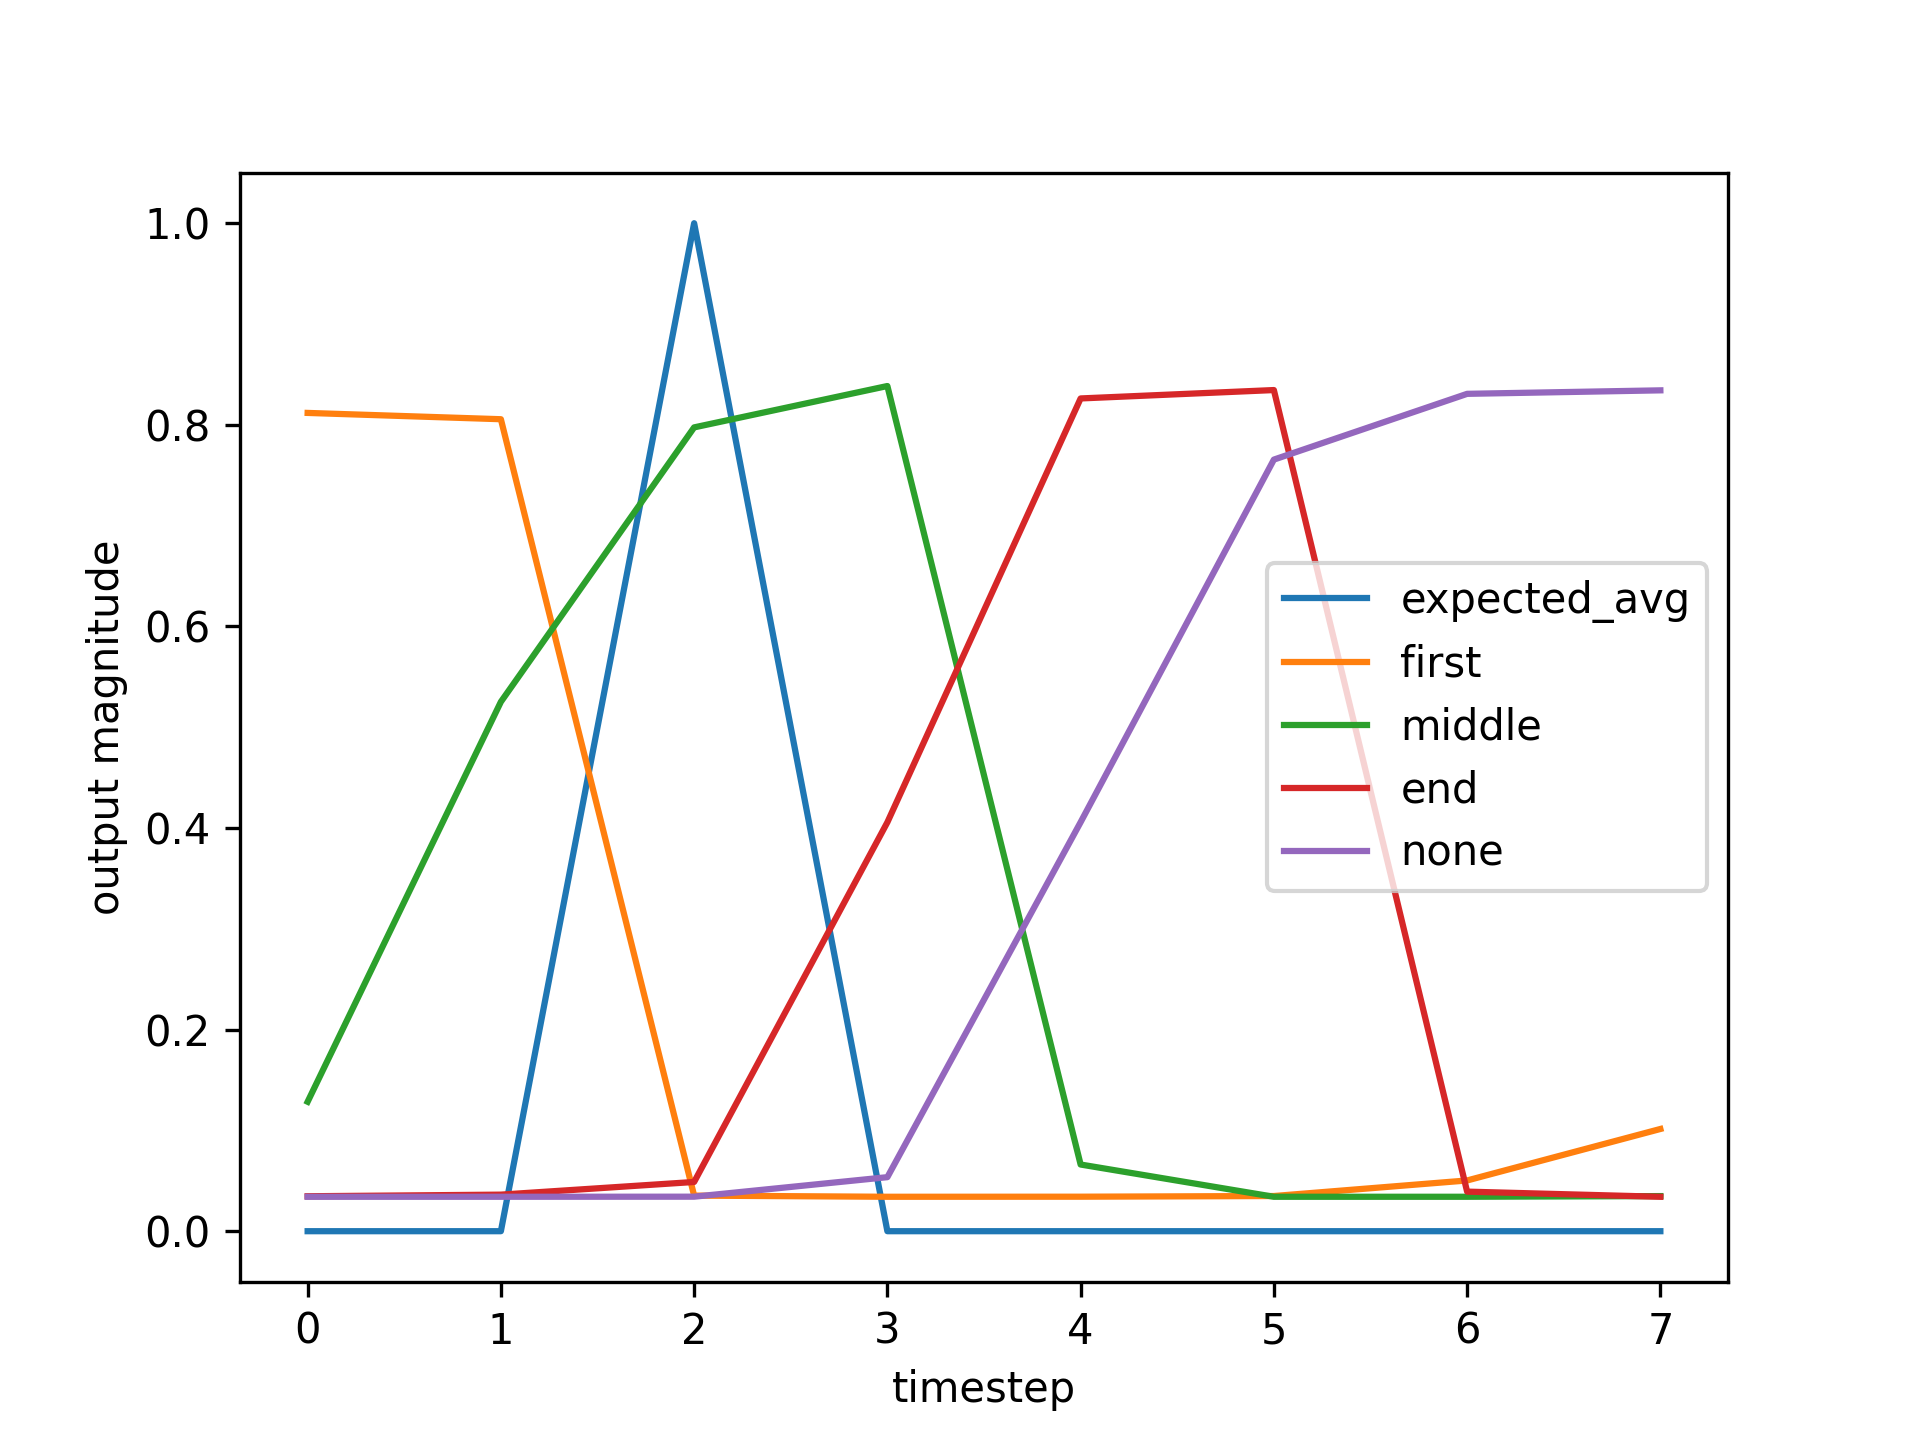 1.0
0.8
0.6
0.4
0.2
0.0
output magnitude
expected_avg
first
middle
end
none
0 1 2 3 4 5 6 7
timestep